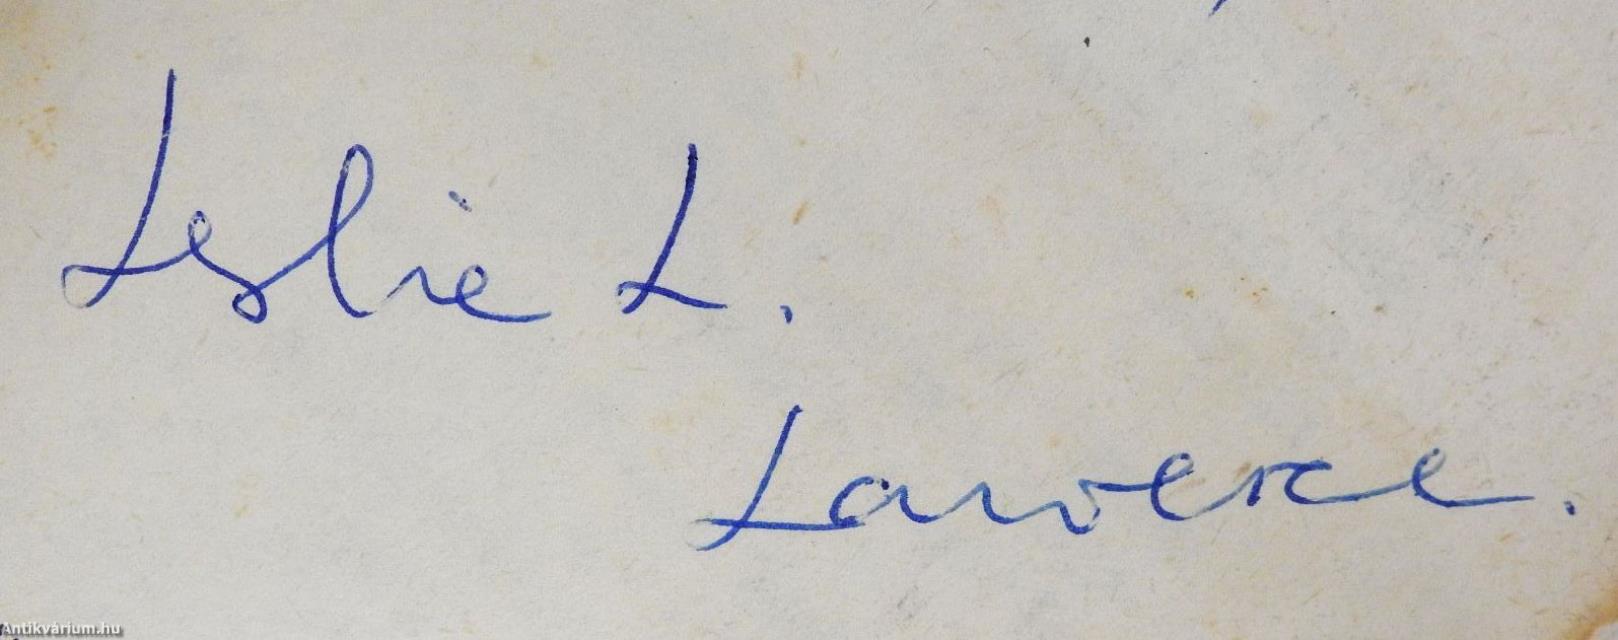 Leslie L.
Lawrence.
Antikvárium.hu